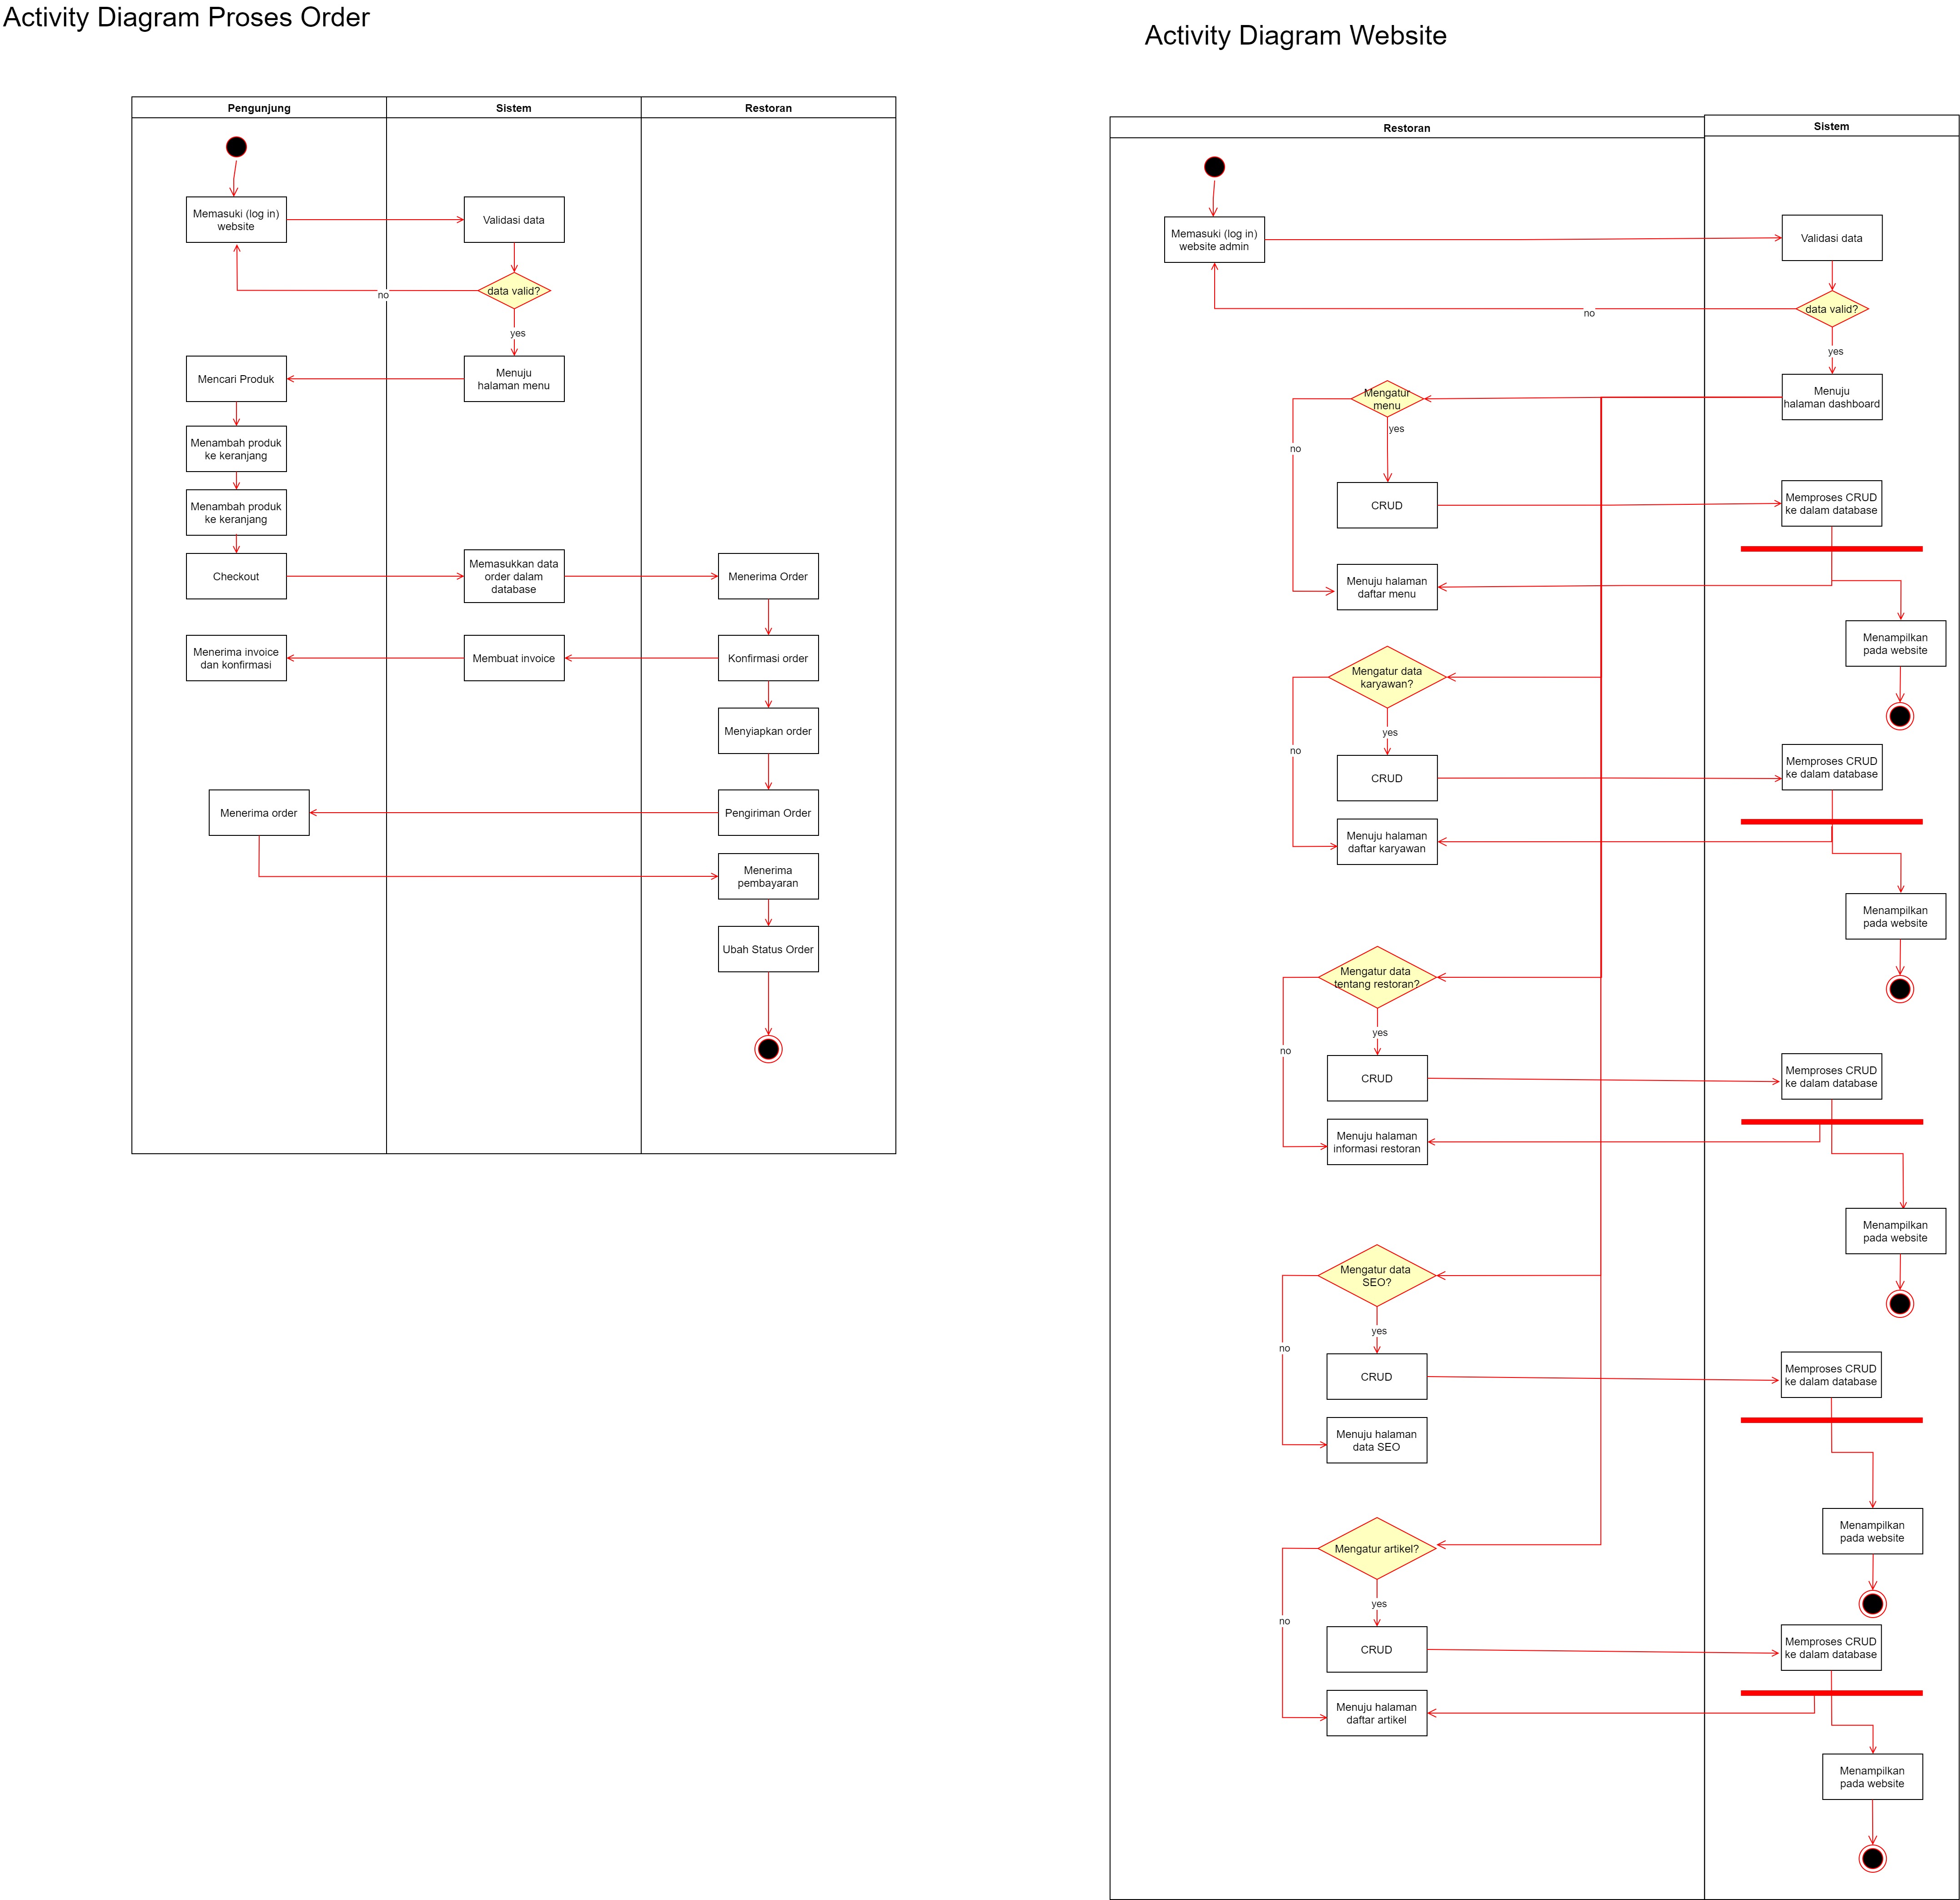 Activity Diagram Proses Order
Pengunjung
Sistem
Restoran
Memasuki (log in)
website
Validasi data
data valid?
no
yes
Mencari Produk
Menuju
halaman menu
Menambah produk
ke keranjang
Menambah produk
ke keranjang
Checkout
Memasukkan data
order dalam
database
Menerima Order
Menerima invoice
dan konfirmasi
Membuat invoice
Konfirmasi order
Menyiapkan order
Menerima order
Pengiriman Order
Menerima
pembayaran
Ubah Status Order
Activity Diagram Website
Restoran
Sistem
Memasuki (log in)
website admin
Validasi data
data valid?
no
yes
Menuju
halaman dashboard
Mengatur
menu
yes
no
CRUD
Memproses CRUD
ke dalam database
Menuju halaman
daftar menu
Menampilkan
pada website
Mengatur data
karyawan?
yes
no
CRUD
Memproses CRUD
ke dalam database
Menuju halaman
daftar karyawan
Menampilkan
pada website
Mengatur data
tentang restoran?
yes
no
CRUD
Memproses CRUD
ke dalam database
Menuju halaman
informasi restoran
Menampilkan
pada website
Mengatur data
SEO?
yes
no
CRUD
Memproses CRUD
ke dalam database
Menuju halaman
data SEO
Menampilkan
pada website
Mengatur artikel?
yes
no
CRUD
Memproses CRUD
ke dalam database
Menuju halaman
daftar artikel
Menampilkan
pada website